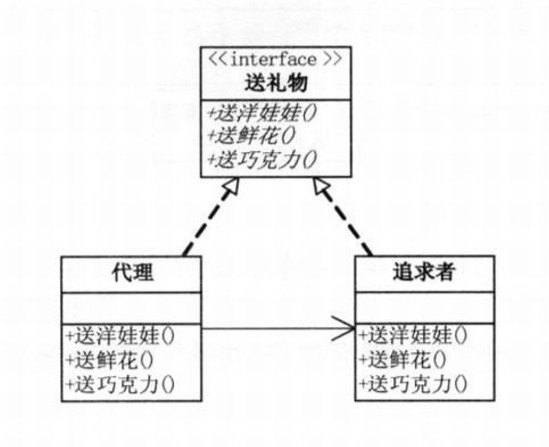 <<interface >>
送礼物
+送洋娃娃()
+送鲜花()
+送巧克力()
代理
+送洋娃娃()
+送鲜花()
+送巧克力()
追求者
+送洋娃娃()
+送鲜花()
+送巧克力()